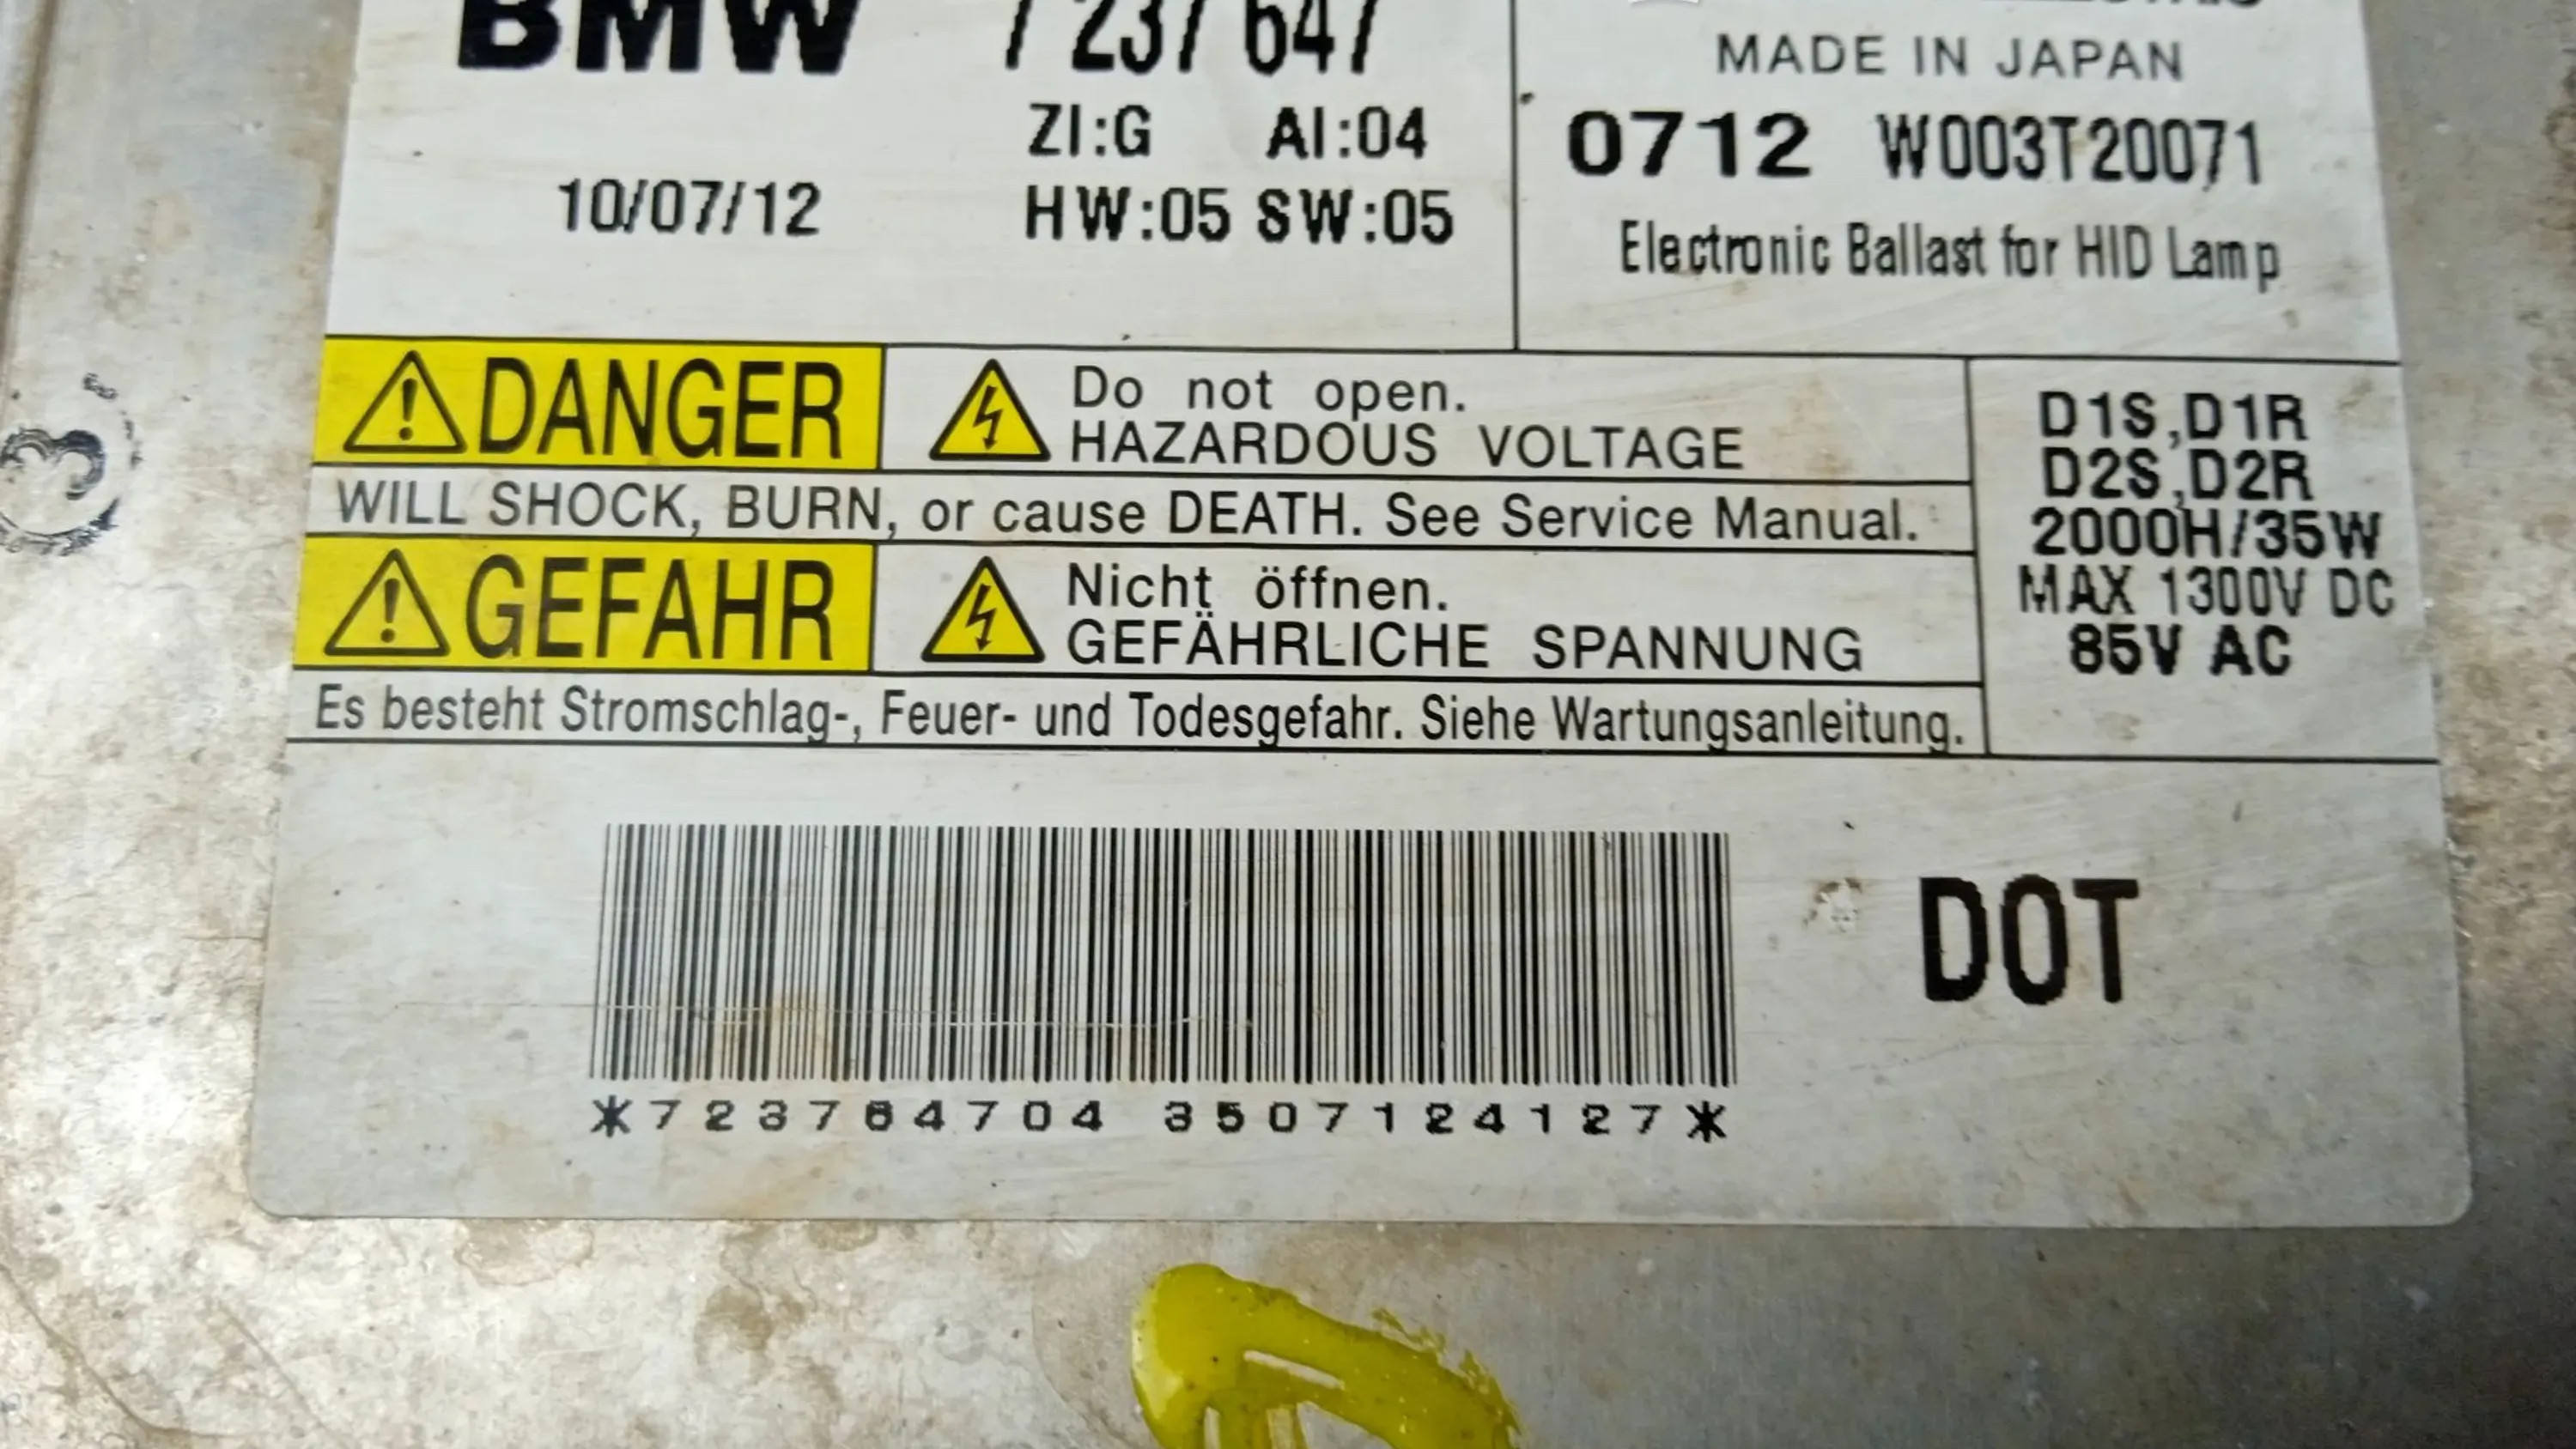 BMW 7 237 647
MADE IN JAPAN
ZI:G AI:04
0712 W003T20071
10/07/12
HW:05 SW:05
Electronic Ballast for HID Lamp
DANGER
Do not open.
HAZARDOUS VOLTAGE
WILL SHOCK, BURN, or cause DEATH. See Service Manual.
GEFAHR
Nicht öffnen.
GEFÄHRLICHE SPANNUNG
Es besteht Stromschlag-, Feuer- und Todesgefahr. Siehe Wartungsanleitung.
D1S,D1R
D2S,D2R
2000H/35W
MAX 1300V DC
85V AC
*723764704 3507124127*
DOT
3